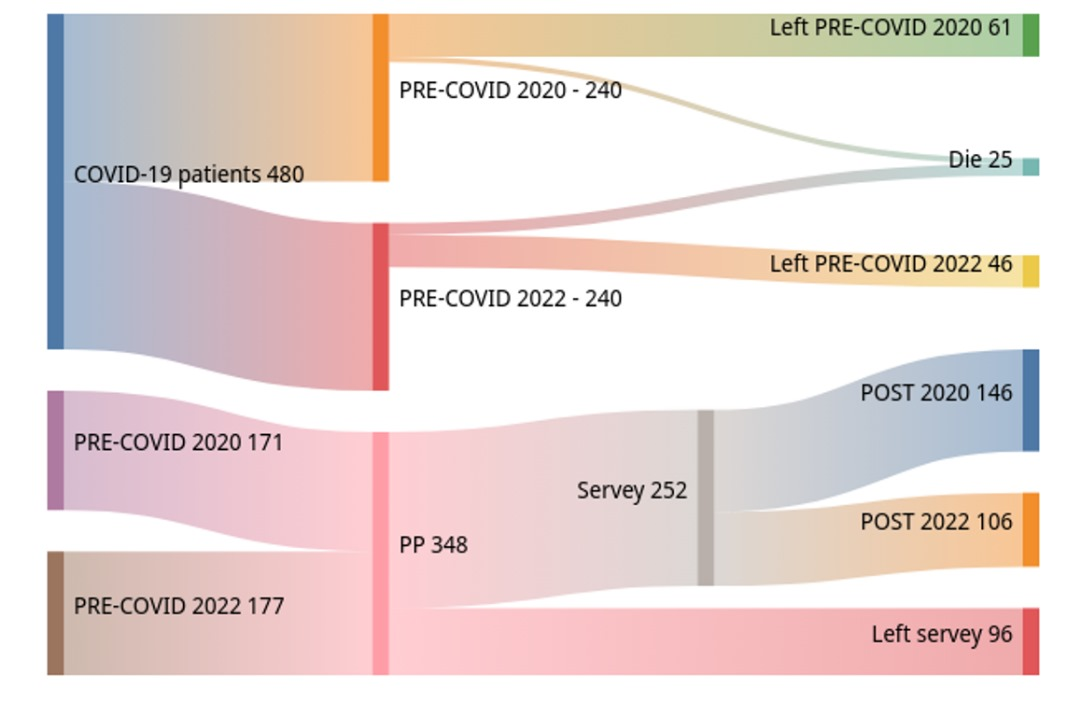 Left PRE-COVID 2020 61
PRE-COVID 2020 - 240
Die 25
COVID-19 patients 480
Left PRE-COVID 2022 46
PRE-COVID 2022 - 240
POST 2020 146
PRE-COVID 2020 171
Servey 252
POST 2022 106
PP 348
PRE-COVID 2022 177
Left servey 96